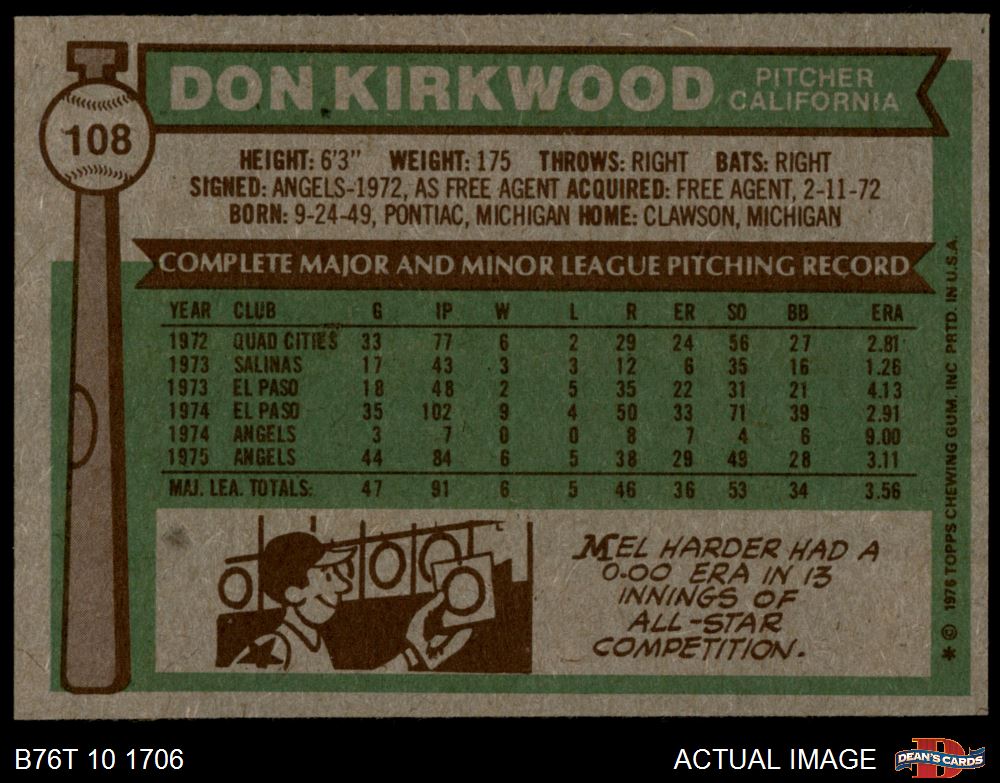 108
DON KIRKWOOD
PITCHER
CALIFORNIA
HEIGHT: 6'3" WEIGHT: 175 THROWS: RIGHT BATS: RIGHT
SIGNED: ANGELS-1972, AS FREE AGENT ACQUIRED: FREE AGENT, 2-11-72
BORN: 9-24-49, PONTIAC, MICHIGAN HOME: CLAWSON, MICHIGAN
COMPLETE MAJOR AND MINOR LEAGUE PITCHING RECORD
YEAR CLUB G IP W L R ER SO BB ERA
1972 QUAD CITIES 33 77 6 2 29 24 56 27 2.81
1973 SALINAS 17 43 3 3 12 6 35 16 1.26
1973 EL PASO 18 48 2 5 35 22 31 21 4.13
1974 EL PASO 35 102 9 4 50 33 71 39 2.91
1974 ANGELS 3 7 0 0 8 7 4 6 9.00
1975 ANGELS 44 84 6 5 38 29 49 28 3.11
MAJ. LEA. TOTALS: 47 91 6 5 46 36 53 34 3.56
MEL HARDER HAD A
0.00 ERA IN 13
INNINGS OF
ALL-STAR
COMPETITION.
* © 1976 TOPPS CHEWING GUM, INC PRTD. IN U.S.A.
B76T 10 1706
ACTUAL IMAGE
D
DEAN'S CARDS